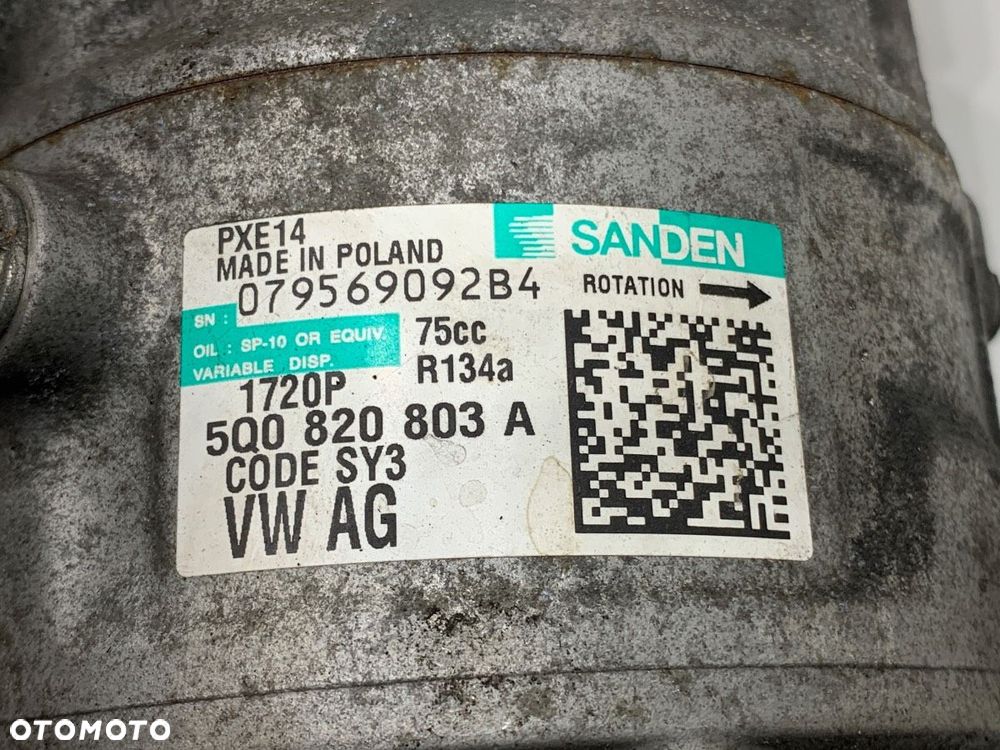 PXE14
MADE IN POLAND
SANDEN
SN : 079569092B4
ROTATION
OIL : SP-10 OR EQUIV. 75cc
VARIABLE DISP. R134a
1720P
5Q0 820 803 A
CODE SY3
VW AG
OTOMOTO